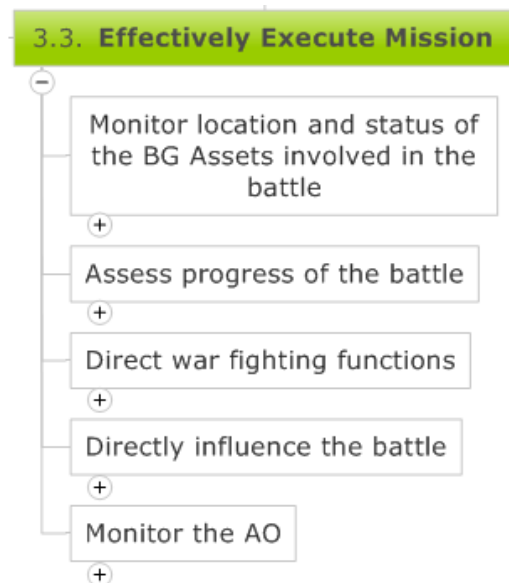 3.3. Effectively Execute Mission
Monitor location and status of
the BG Assets involved in the
battle
Assess progress of the battle
Direct war fighting functions
Directly influence the battle
Monitor the AO